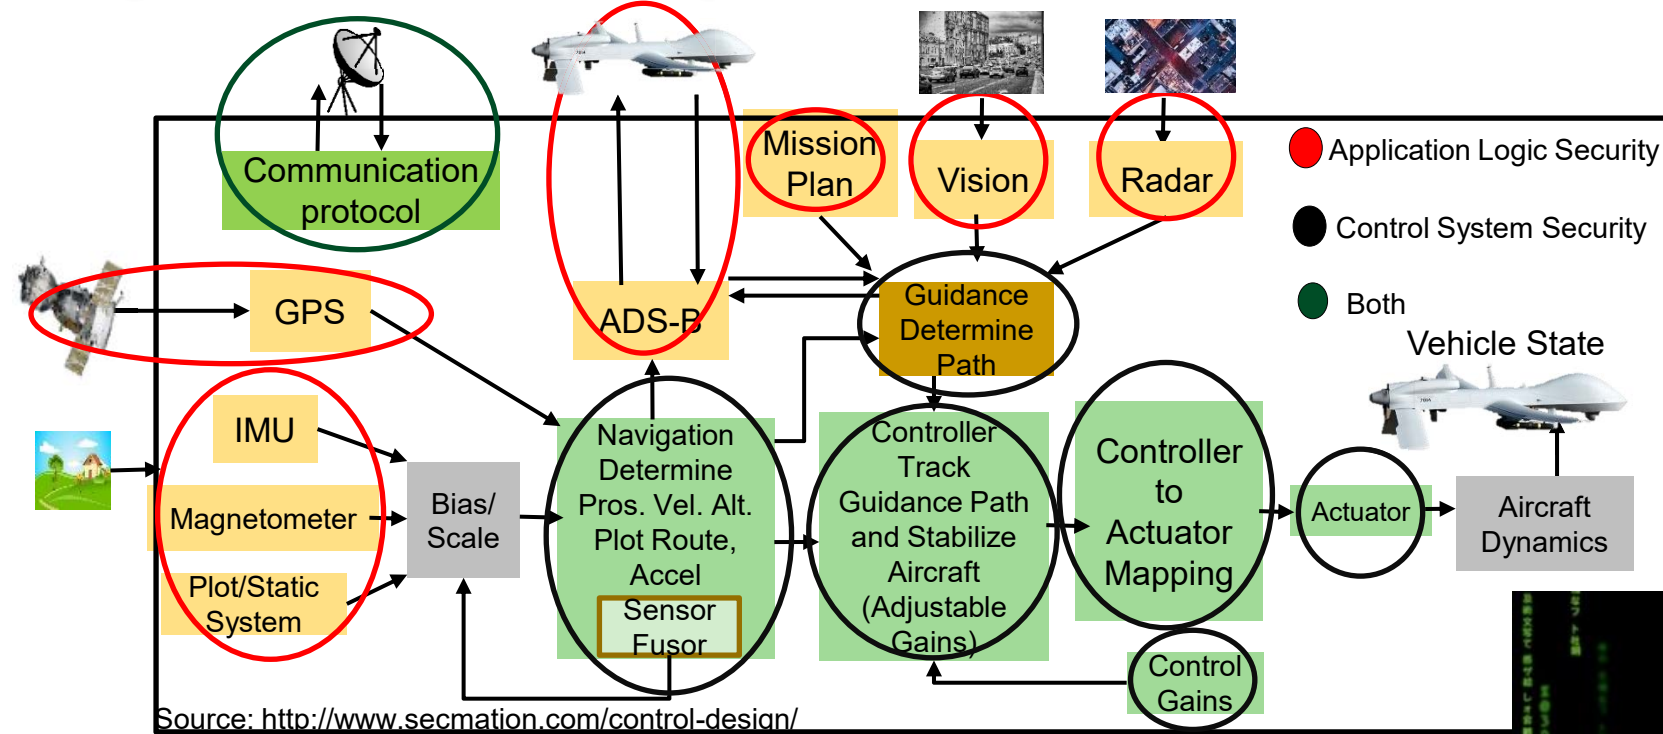 Communication
protocol
Mission
Plan
Vision
Radar
Application Logic Security
Control System Security
Both
GPS
ADS-B
Guidance
Determine
Path
Vehicle State
IMU
Magnetometer
Plot/Static
System
Bias/
Scale
Navigation
Determine
Pros. Vel. Alt.
Plot Route,
Accel
Sensor
Fusor
Controller
Track
Guidance Path
and Stabilize
Aircraft
(Adjustable
Gains)
Controller
to
Actuator
Mapping
Actuator
Aircraft
Dynamics
Control
Gains
Source: http://www.secmation.com/control-design/